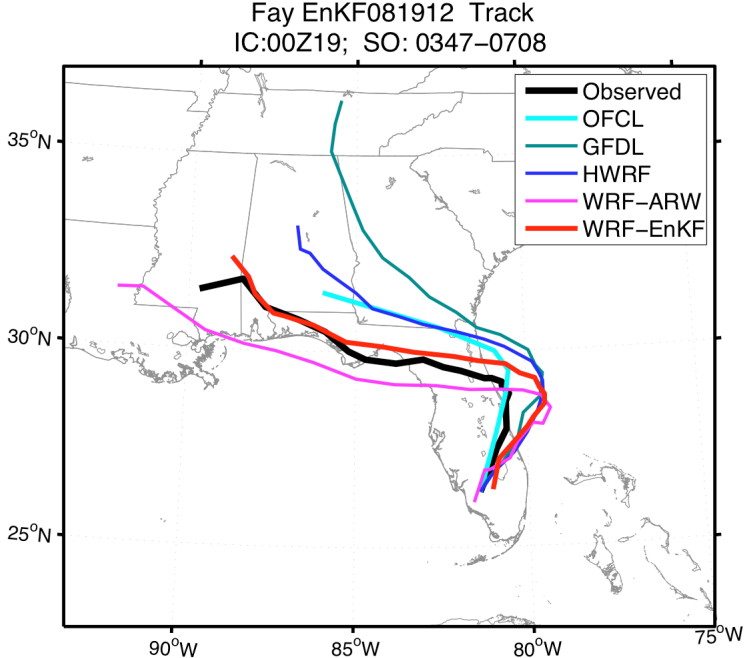 Fay EnKF081912 Track
IC:00Z19; SO: 0347−0708
Observed
OFCL
GFDL
HWRF
WRF−ARW
WRF−EnKF
35°N
30°N
25°N
90°W
85°W
80°W
75°W